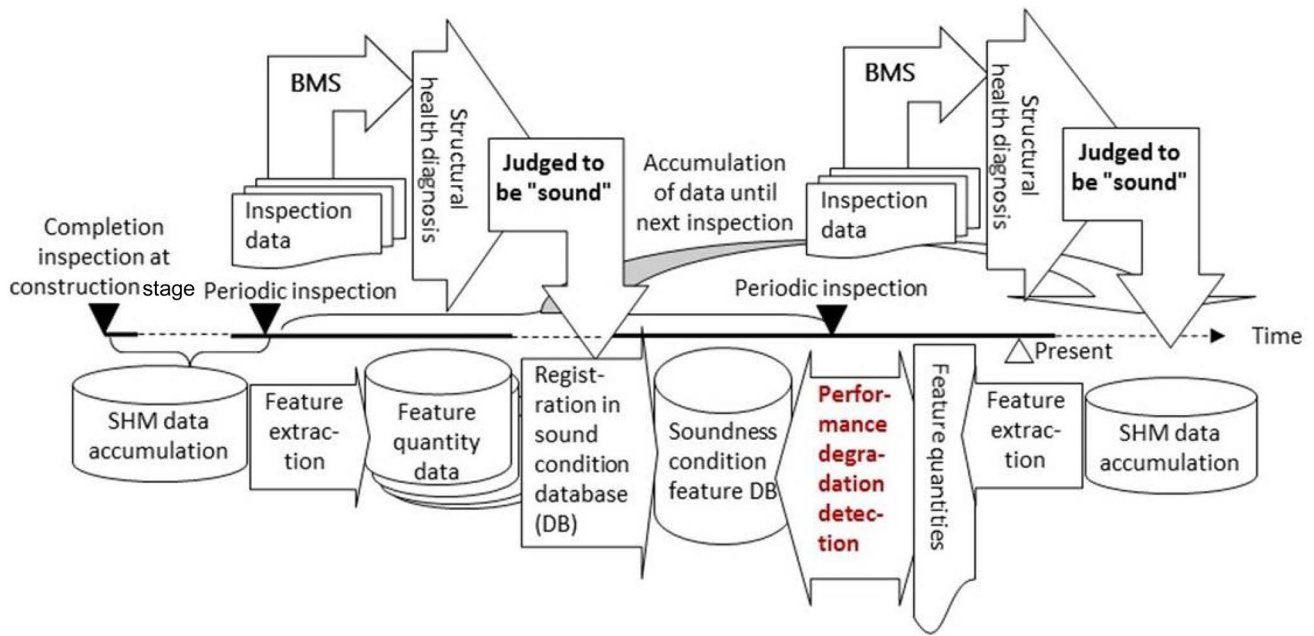 BMS
Structural
health diagnosis
Judged to
be "sound"
Inspection
data
Accumulation
of data until
next inspection
BMS
Structural
health diagnosis
Judged to
be "sound"
Inspection
data
Completion
inspection at
construction stage
Periodic inspection
Periodic inspection
Time
Present
SHM data
accumulation
Feature
extrac-
tion
Feature
quantity
data
Regist-
ration in
sound
condition
database
(DB)
Soundness
condition
feature DB
Perfor-
mance
degra-
dation
detec-
tion
Feature quantities
Feature
extrac-
tion
SHM data
accumulation